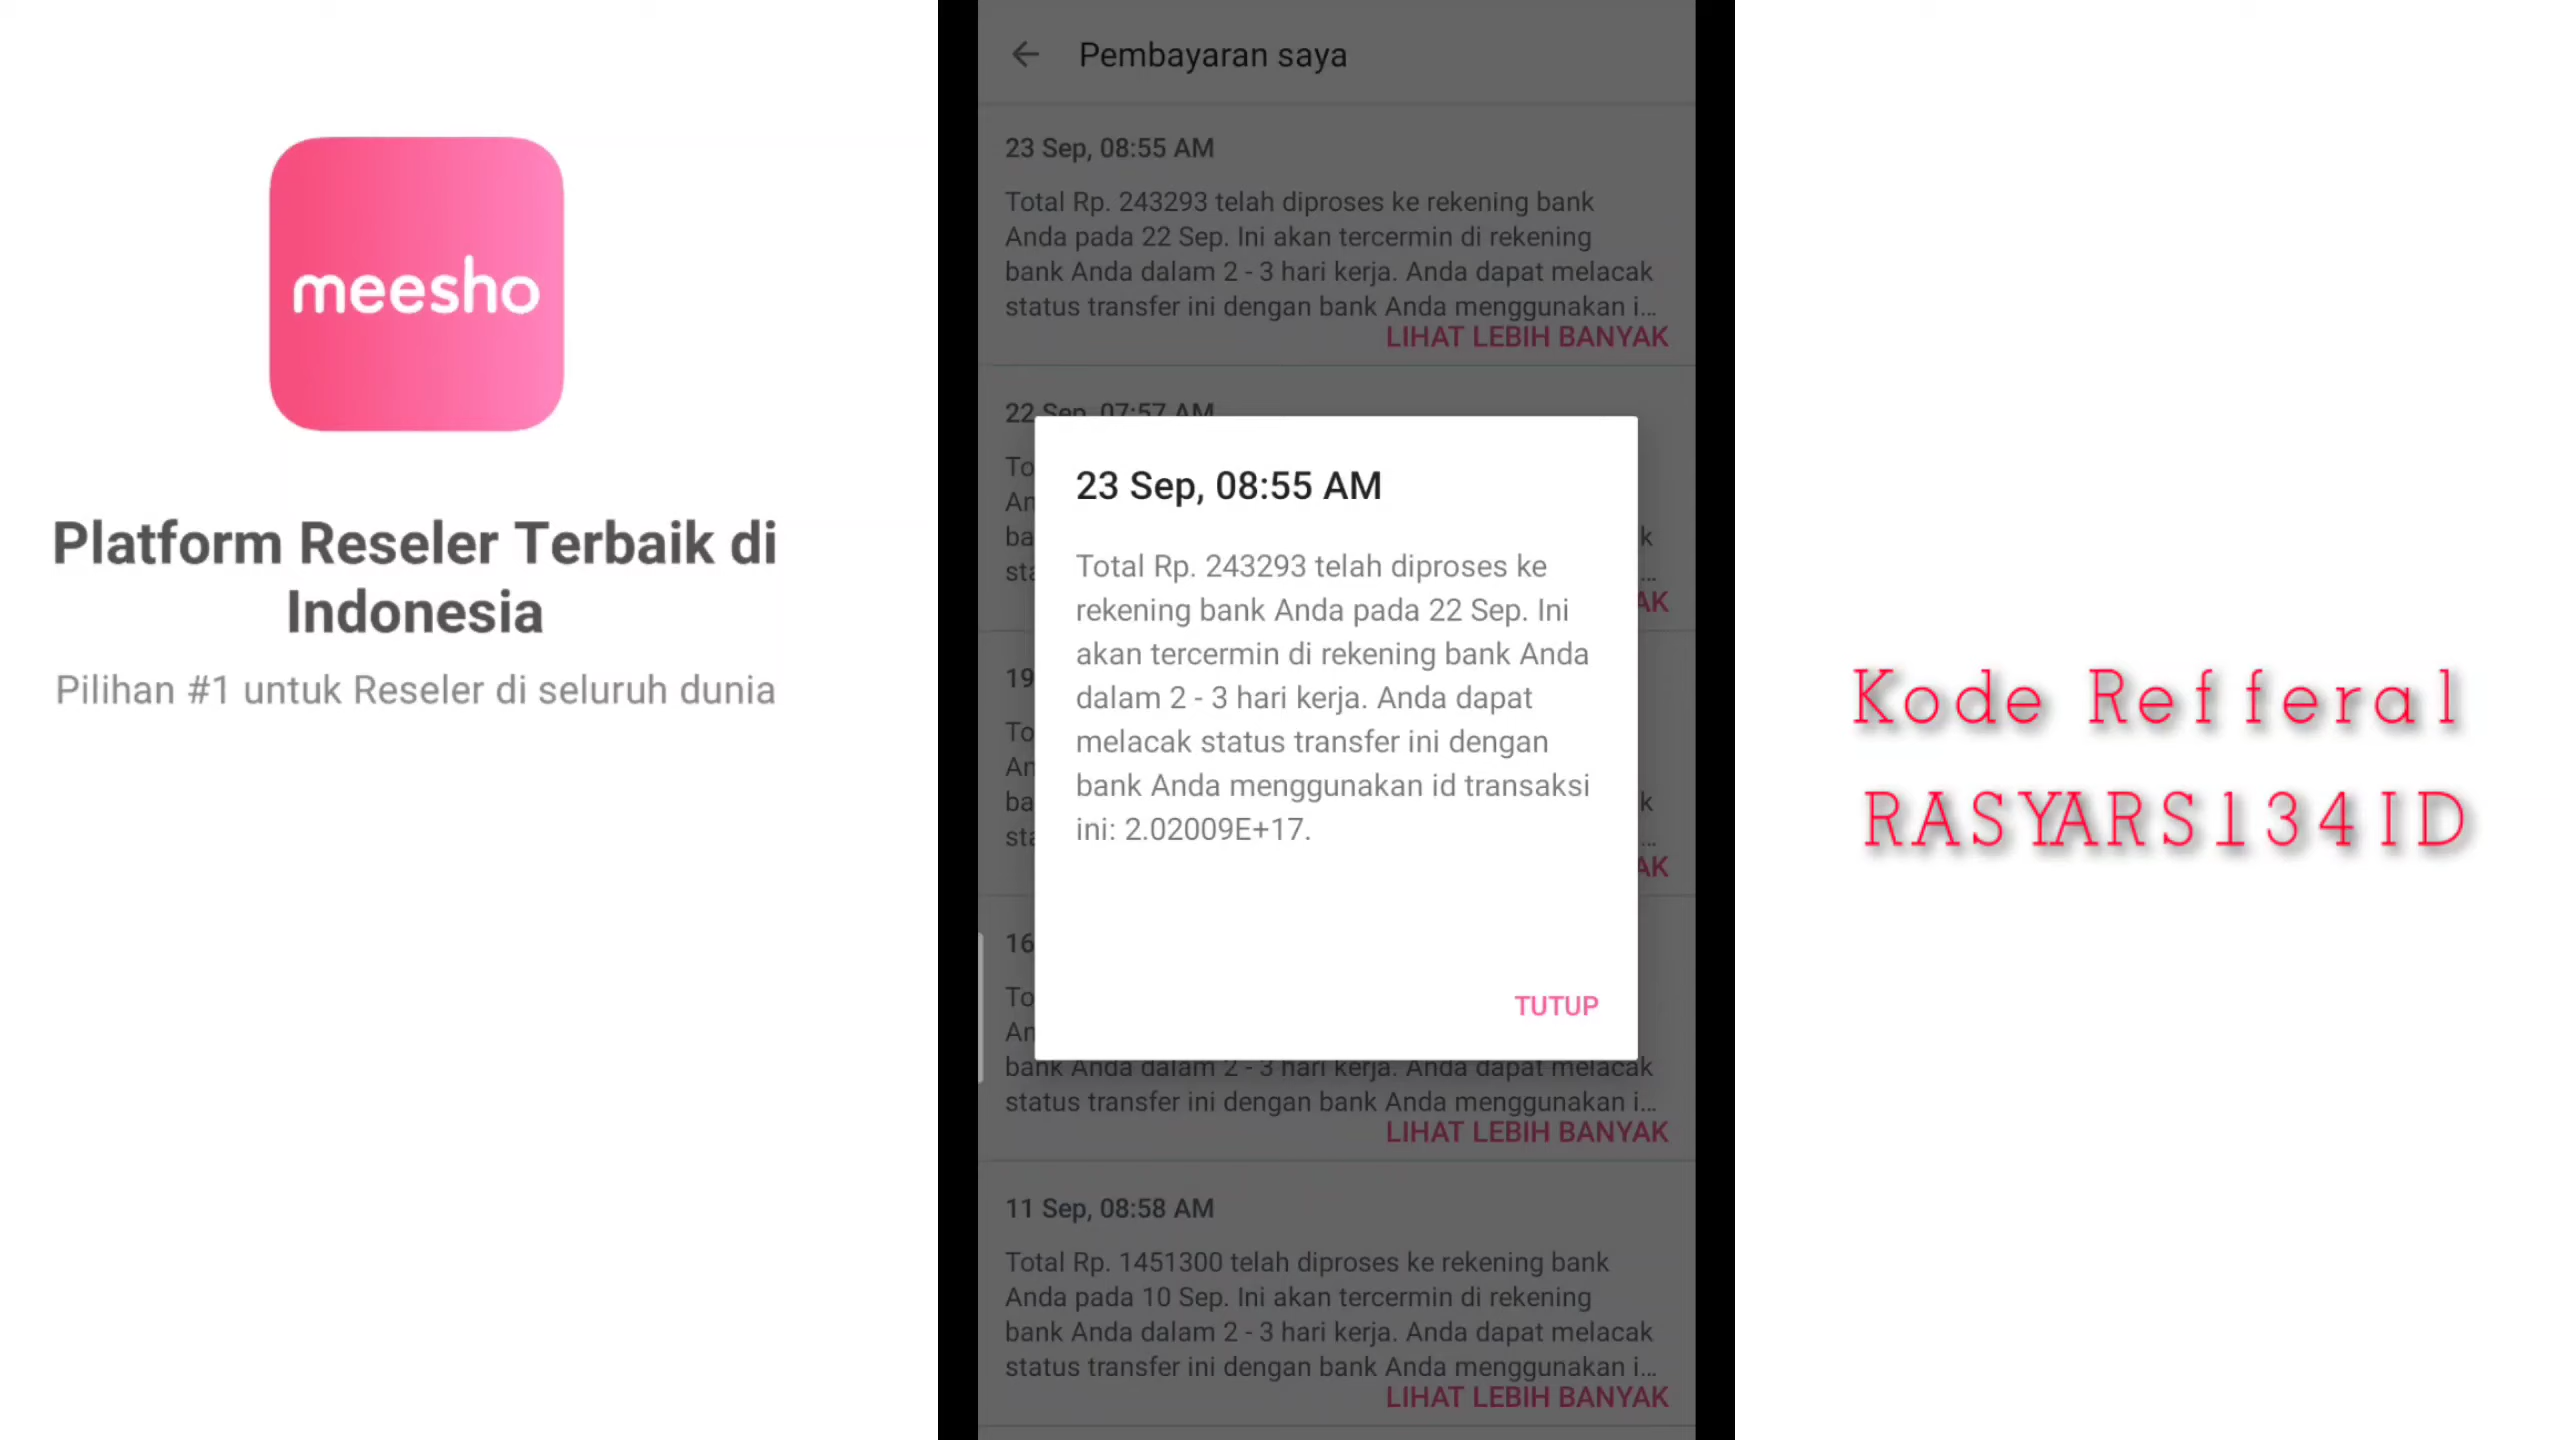 meesho
Platform Reseler Terbaik di
Indonesia
Pilihan #1 untuk Reseler di seluruh dunia
Pembayaran saya
23 Sep, 08:55 AM
Total Rp. 243293 telah diproses ke rekening bank
Anda pada 22 Sep. Ini akan tercermin di rekening
bank Anda dalam 2 - 3 hari kerja. Anda dapat melacak
status transfer ini dengan bank Anda menggunakan i...
LIHAT LEBIH BANYAK
22 Sep, 07:57 AM
23 Sep, 08:55 AM
Total Rp. 243293 telah diproses ke
rekening bank Anda pada 22 Sep. Ini
akan tercermin di rekening bank Anda
dalam 2 - 3 hari kerja. Anda dapat
melacak status transfer ini dengan
bank Anda menggunakan id transaksi
ini: 2.02009E+17.
TUTUP
19
16
bank Anda dalam 2 - 3 hari kerja. Anda dapat melacak
status transfer ini dengan bank Anda menggunakan i...
LIHAT LEBIH BANYAK
11 Sep, 08:58 AM
Total Rp. 1451300 telah diproses ke rekening bank
Anda pada 10 Sep. Ini akan tercermin di rekening
bank Anda dalam 2 - 3 hari kerja. Anda dapat melacak
status transfer ini dengan bank Anda menggunakan i...
LIHAT LEBIH BANYAK
Kode Refferal
RASYARS134ID